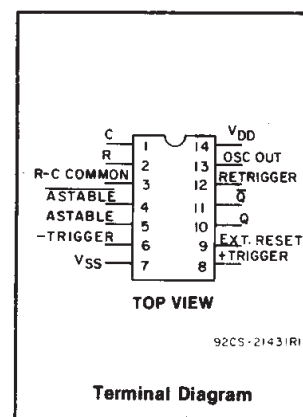 C 1 14 VDD
R 2 13 OSC OUT
R-C COMMON 3 12 RETRIGGER
A̅S̅T̅A̅B̅L̅E̅ 4 11 Q̅
ASTABLE 5 10 Q
-TRIGGER 6 9 EXT. RESET
VSS 7 8 +TRIGGER
TOP VIEW
92CS-21431R1
Terminal Diagram